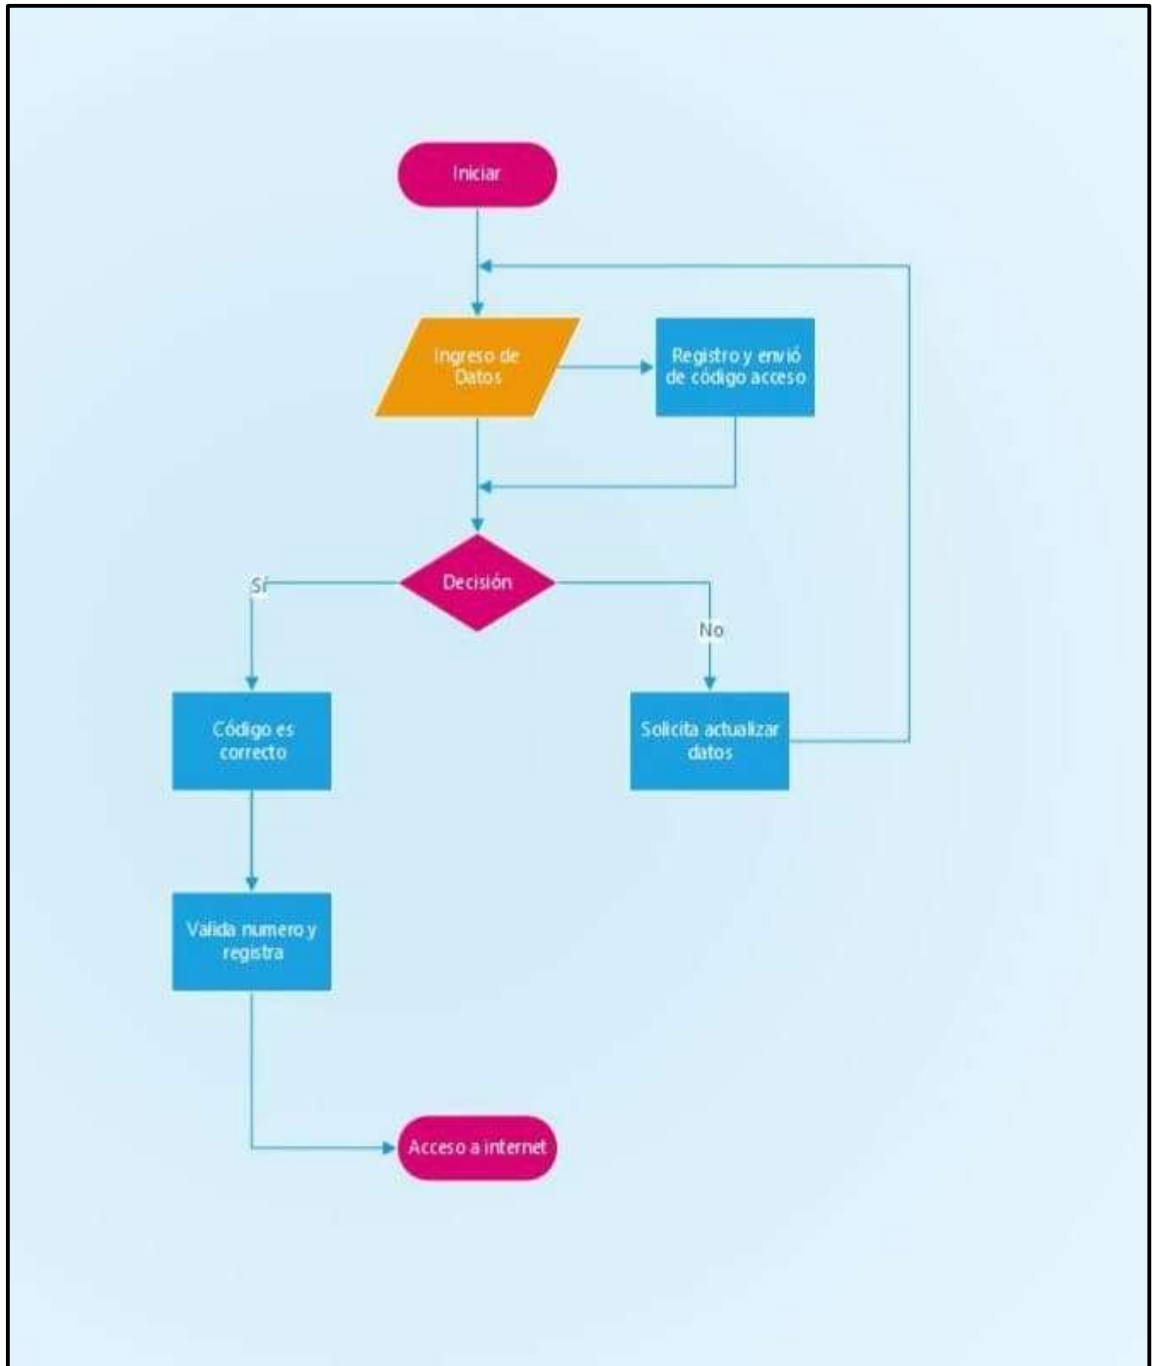 Iniciar
Ingreso de
Datos
Registro y envió
de código acceso
Decisión
Sí
No
Código es
correcto
Solicita actualizar
datos
Valida numero y
registra
Acceso a internet